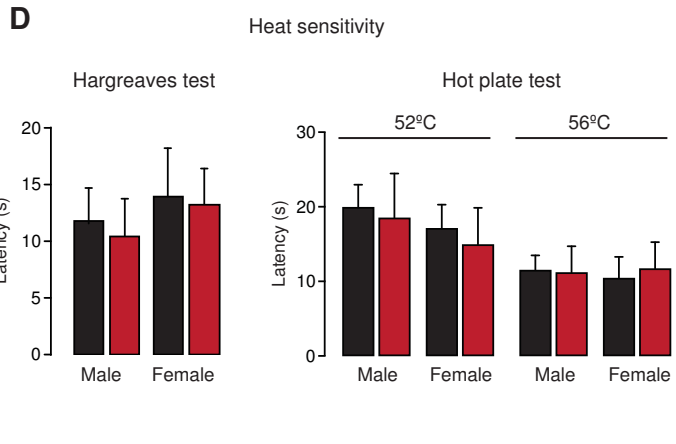 D
Heat sensitivity
Hargreaves test
Hot plate test
Latency (s)
20
15
10
5
0
Male Female
Latency (s)
30
20
10
0
52ºC 56ºC
Male Female Male Female